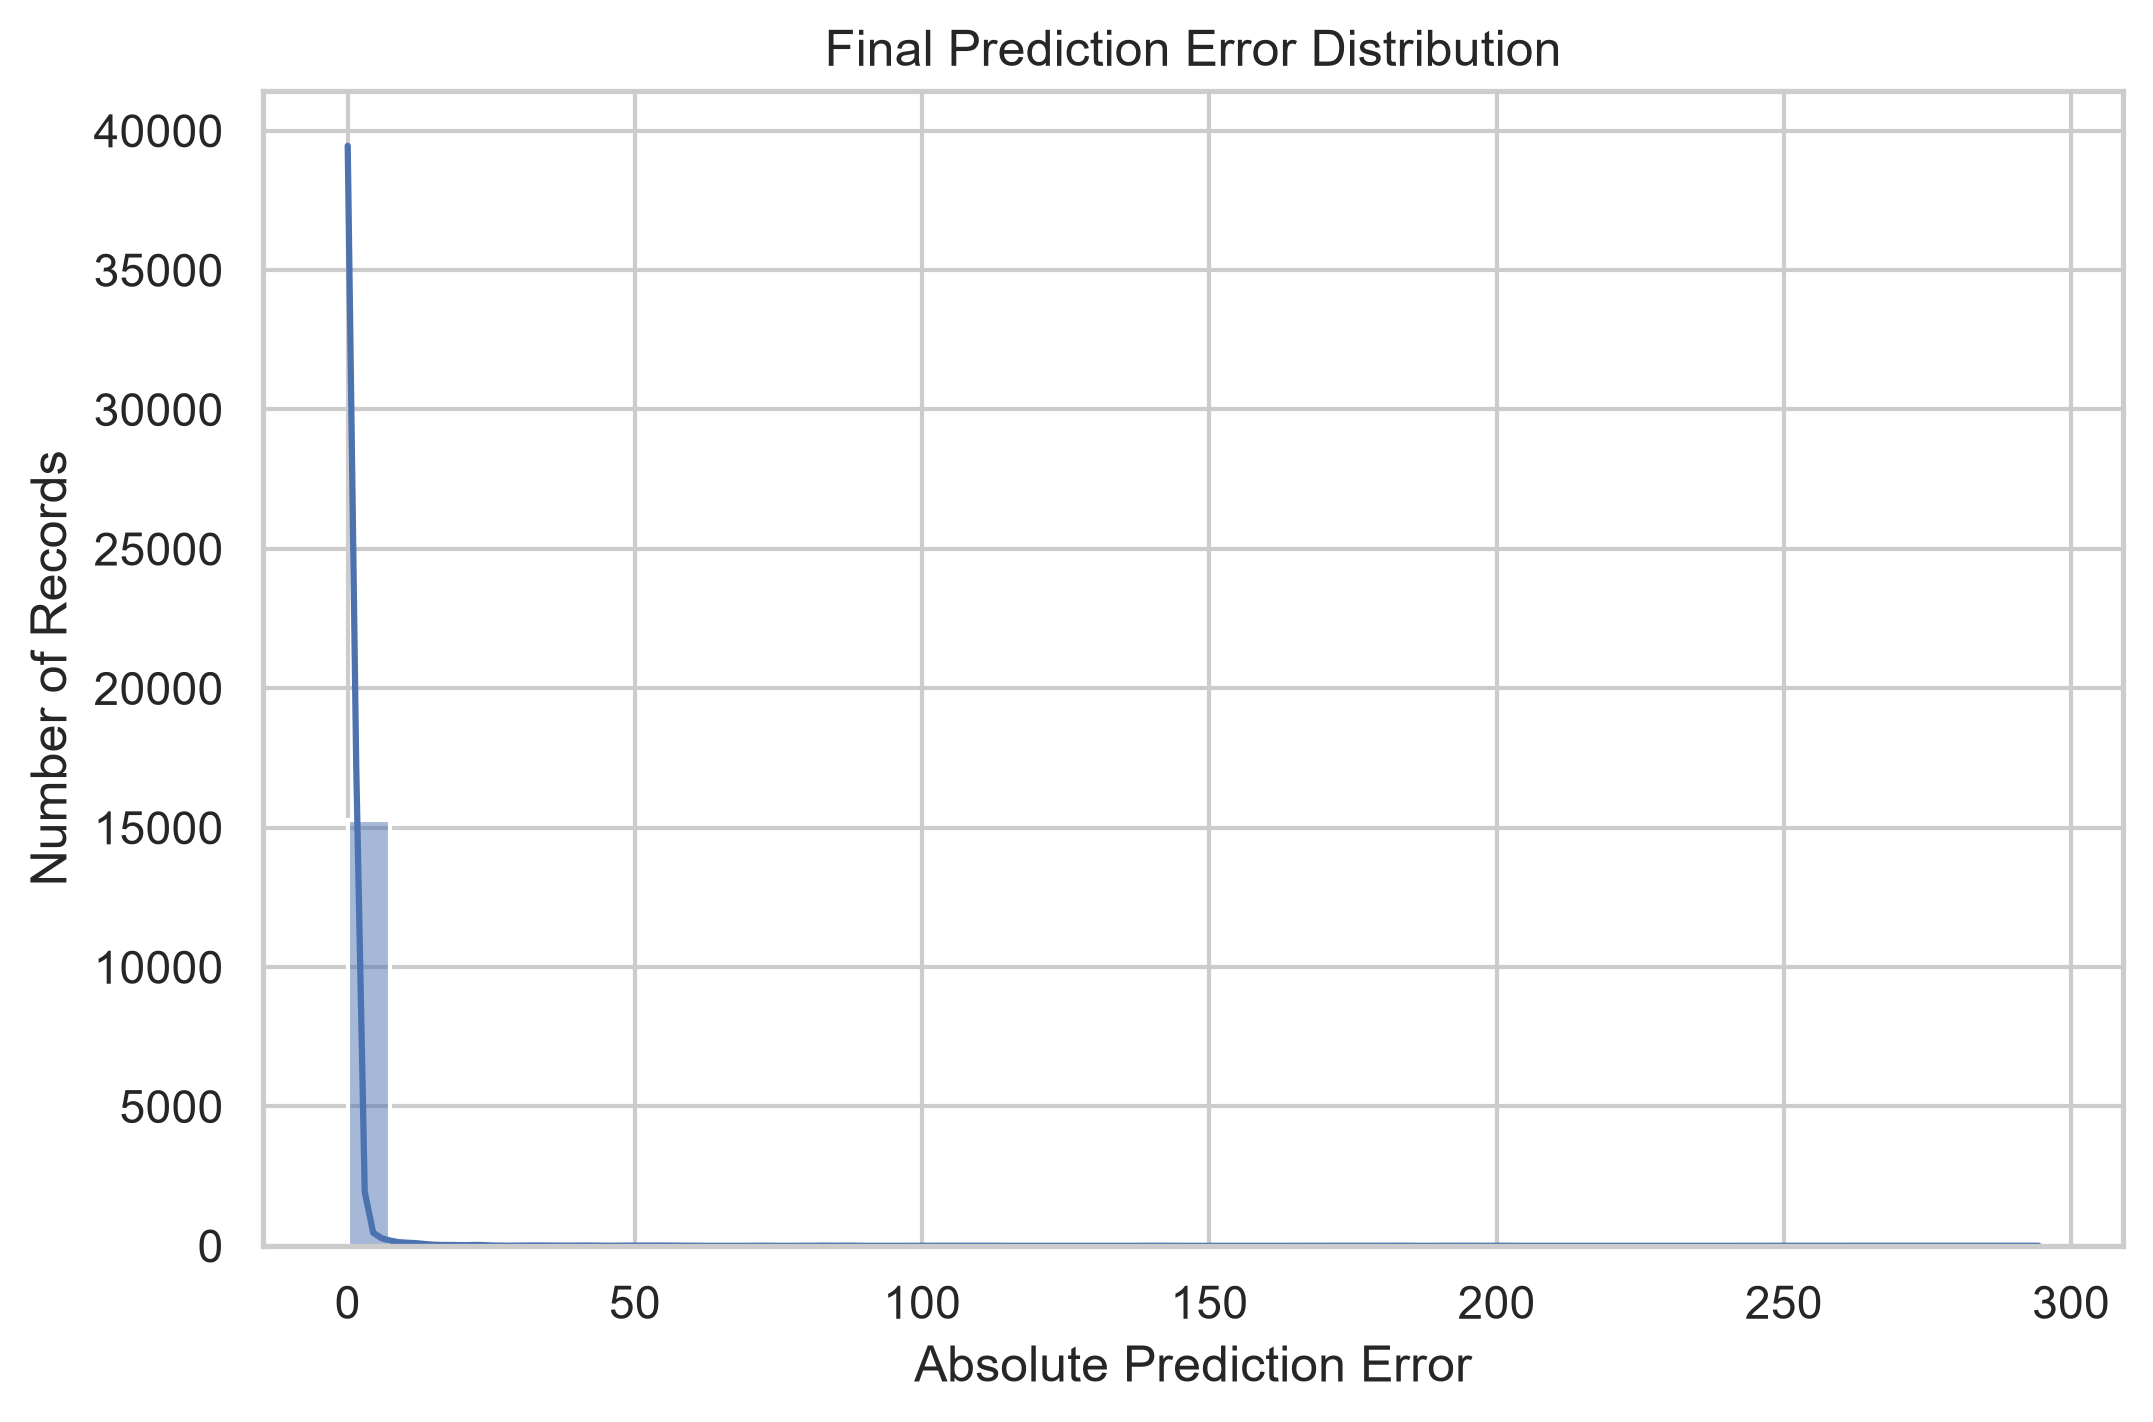 Final Prediction Error Distribution
40000
35000
30000
25000
20000
15000
10000
5000
0
Number of Records
0 50 100 150 200 250 300
Absolute Prediction Error